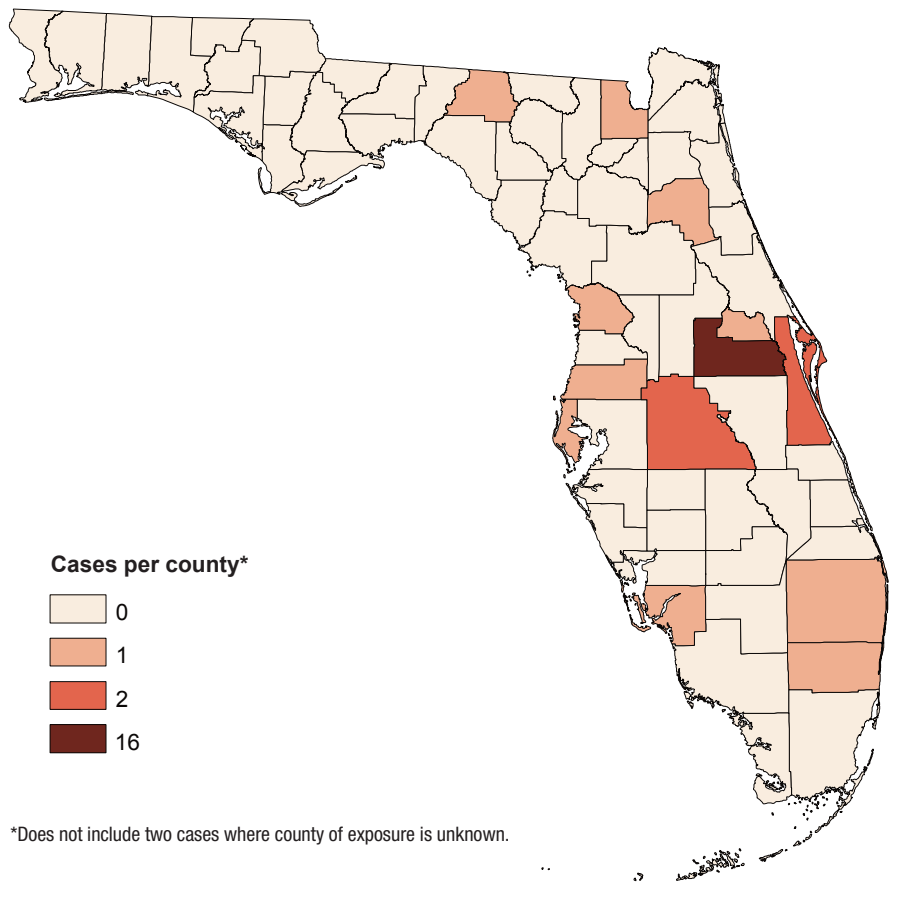 Cases per county*
0
1
2
16
*Does not include two cases where county of exposure is unknown.